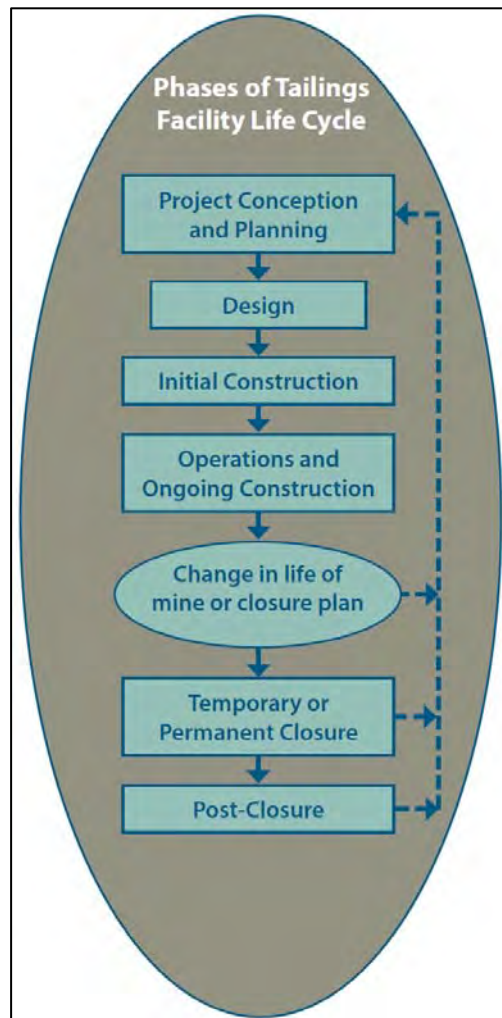 Phases of Tailings
Facility Life Cycle
Project Conception
and Planning
Design
Initial Construction
Operations and
Ongoing Construction
Change in life of
mine or closure plan
Temporary or
Permanent Closure
Post-Closure